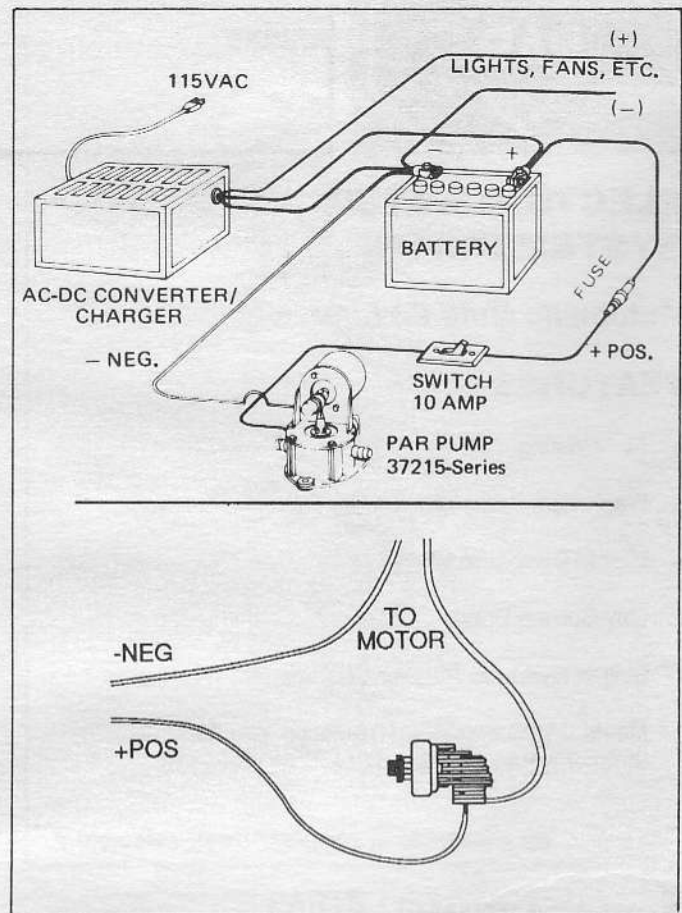 (+)
LIGHTS, FANS, ETC.
(−)
115VAC
− +
BATTERY
FUSE
AC-DC CONVERTER/
CHARGER
− NEG.
+ POS.
SWITCH
10 AMP
PAR PUMP
37215-Series
TO
MOTOR
-NEG
+POS